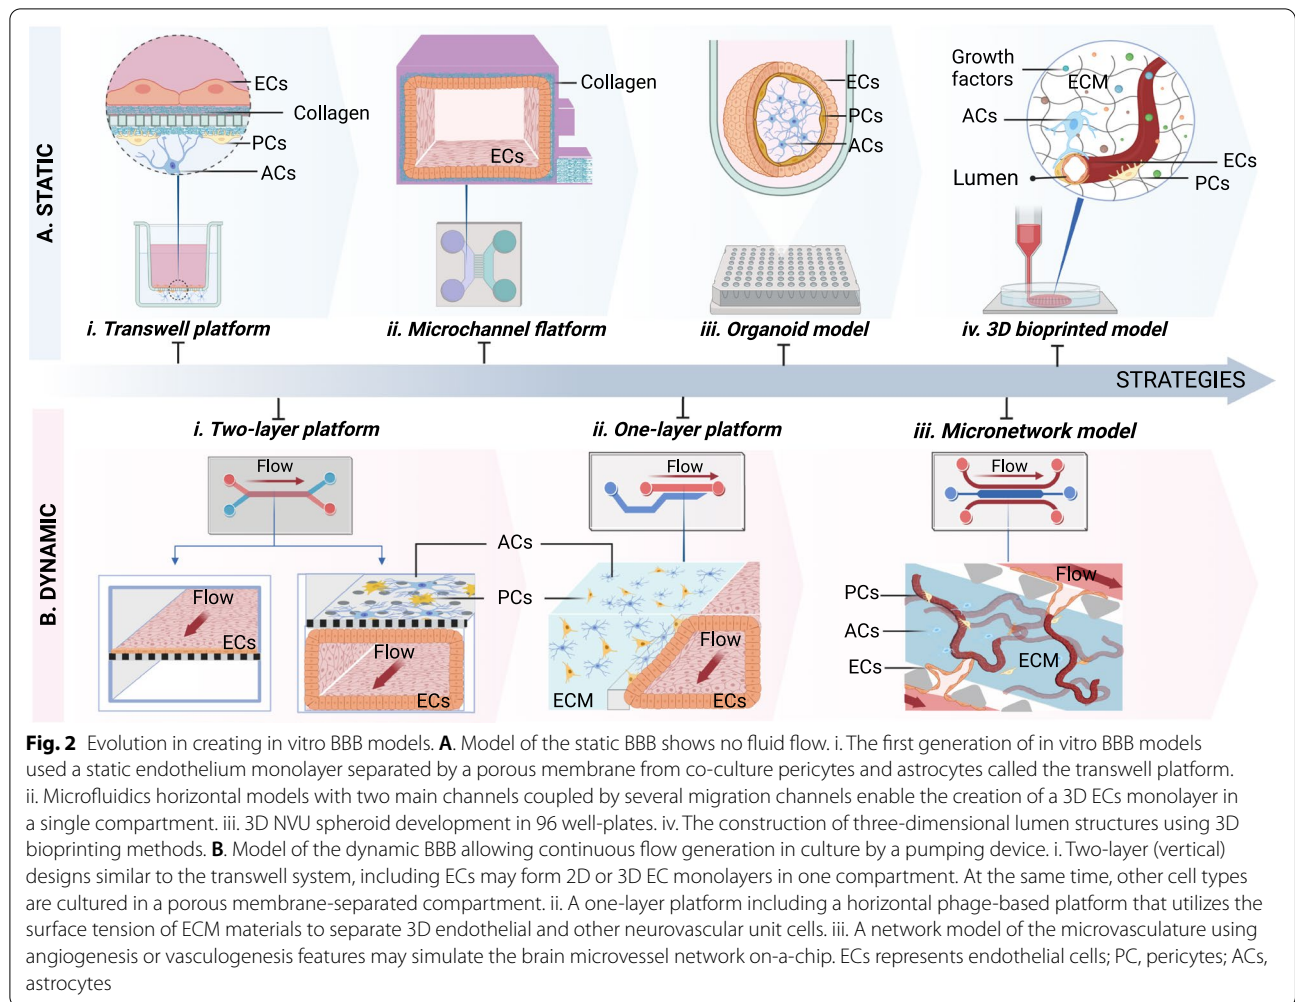 A. STATIC
ECs
Collagen
PCs
ACs
i. Transwell platform
Collagen
ECs
ii. Microchannel flatform
ECs
PCs
ACs
iii. Organoid model
Growth
factors
ECM
ACs
ECs
Lumen
PCs
iv. 3D bioprinted model
STRATEGIES
B. DYNAMIC
i. Two-layer platform
Flow
Flow
ECs
Flow
ECs
ACs
PCs
ii. One-layer platform
Flow
Flow
ECM
ECs
iii. Micronetwork model
Flow
Flow
PCs
ACs
ECM
ECs
Fig. 2 Evolution in creating in vitro BBB models. A. Model of the static BBB shows no fluid flow. i. The first generation of in vitro BBB models
used a static endothelium monolayer separated by a porous membrane from co-culture pericytes and astrocytes called the transwell platform.
ii. Microfluidics horizontal models with two main channels coupled by several migration channels enable the creation of a 3D ECs monolayer in
a single compartment. iii. 3D NVU spheroid development in 96 well-plates. iv. The construction of three-dimensional lumen structures using 3D
bioprinting methods. B. Model of the dynamic BBB allowing continuous flow generation in culture by a pumping device. i. Two-layer (vertical)
designs similar to the transwell system, including ECs may form 2D or 3D EC monolayers in one compartment. At the same time, other cell types
are cultured in a porous membrane-separated compartment. ii. A one-layer platform including a horizontal phage-based platform that utilizes the
surface tension of ECM materials to separate 3D endothelial and other neurovascular unit cells. iii. A network model of the microvasculature using
angiogenesis or vasculogenesis features may simulate the brain microvessel network on-a-chip. ECs represents endothelial cells; PC, pericytes; ACs,
astrocytes